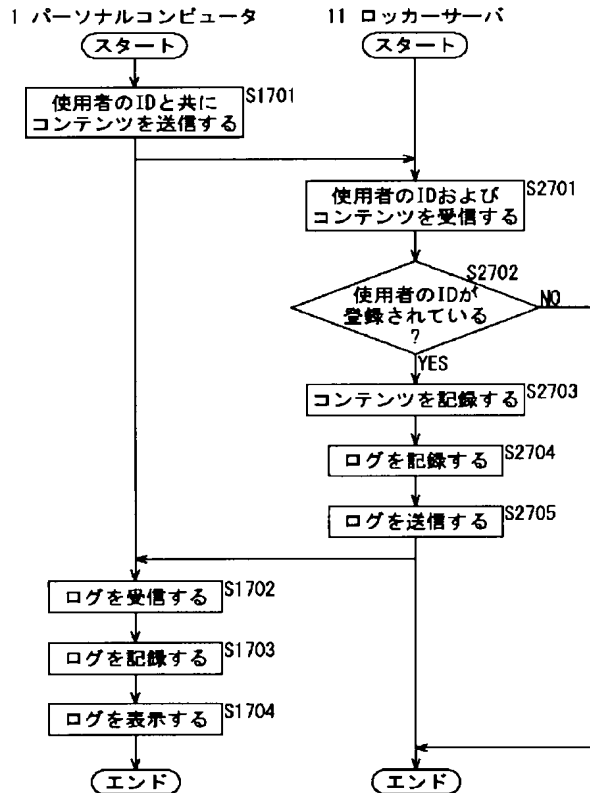 1 パーソナルコンピュータ
11 ロッカーサーバ
スタート
スタート
使用者のIDと共に
コンテンツを送信する
S1701
使用者のIDおよび
コンテンツを受信する
S2701
S2702
使用者のIDが
登録されている
?
NO
YES
コンテンツを記録する
S2703
ログを記録する
S2704
ログを送信する
S2705
ログを受信する
S1702
ログを記録する
S1703
ログを表示する
S1704
エンド
エンド